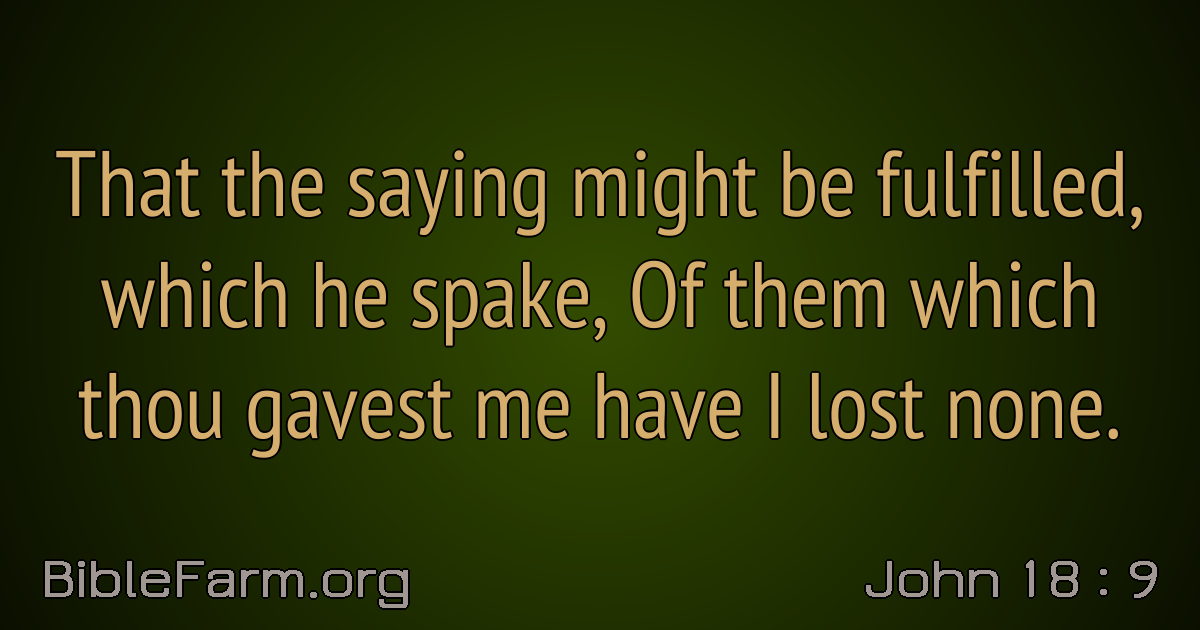 That the saying might be fulfilled,
which he spake, Of them which
thou gavest me have I lost none.
BibleFarm.org
John 18 : 9